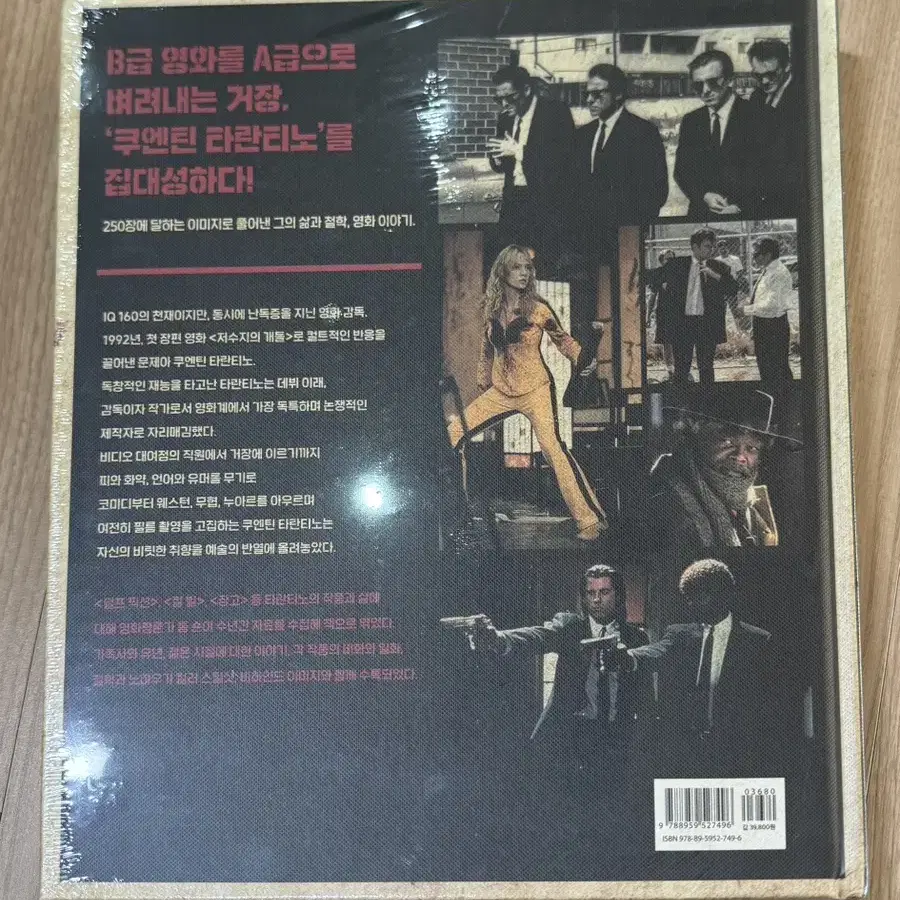 B급 영화를 A급으로
벼려내는 거장,
‘쿠엔틴 타란티노’를
집대성하다!
250장에 달하는 이미지로 풀어낸 그의 삶과 철학, 영화 이야기.
IQ 160의 천재이지만, 동시에 난독증을 지닌 영화 감독.
1992년, 첫 장편 영화 <저수지의 개들>로 컬트적인 반응을
끌어낸 문제아 쿠엔틴 타란티노.
독창적인 재능을 타고난 타란티노는 데뷔 이래,
감독이자 작가로서 영화계에서 가장 독특하며 논쟁적인
제작자로 자리매김했다.
비디오 대여점의 직원에서 거장에 이르기까지
피와 화약, 언어와 유머를 무기로
코미디부터 웨스턴, 무협, 누아르를 아우르며
여전히 필름 촬영을 고집하는 쿠엔틴 타란티노는
자신의 비릿한 취향을 예술의 반열에 올려놓았다.
<펄프 픽션>, <킬 빌>, <장고> 등 타란티노의 작품과 삶에
대해 영화평론가 톰 숀이 수년간 자료를 수집해 책으로 묶었다.
가족사와 유년, 젊은 시절에 대한 이야기, 각 작품의 비화와 일화,
철학과 노하우가 컬러 스틸샷, 비하인드 이미지와 함께 수록되었다.
03680
9 788959 527496
값 39,800원
ISBN 978-89-5952-749-6